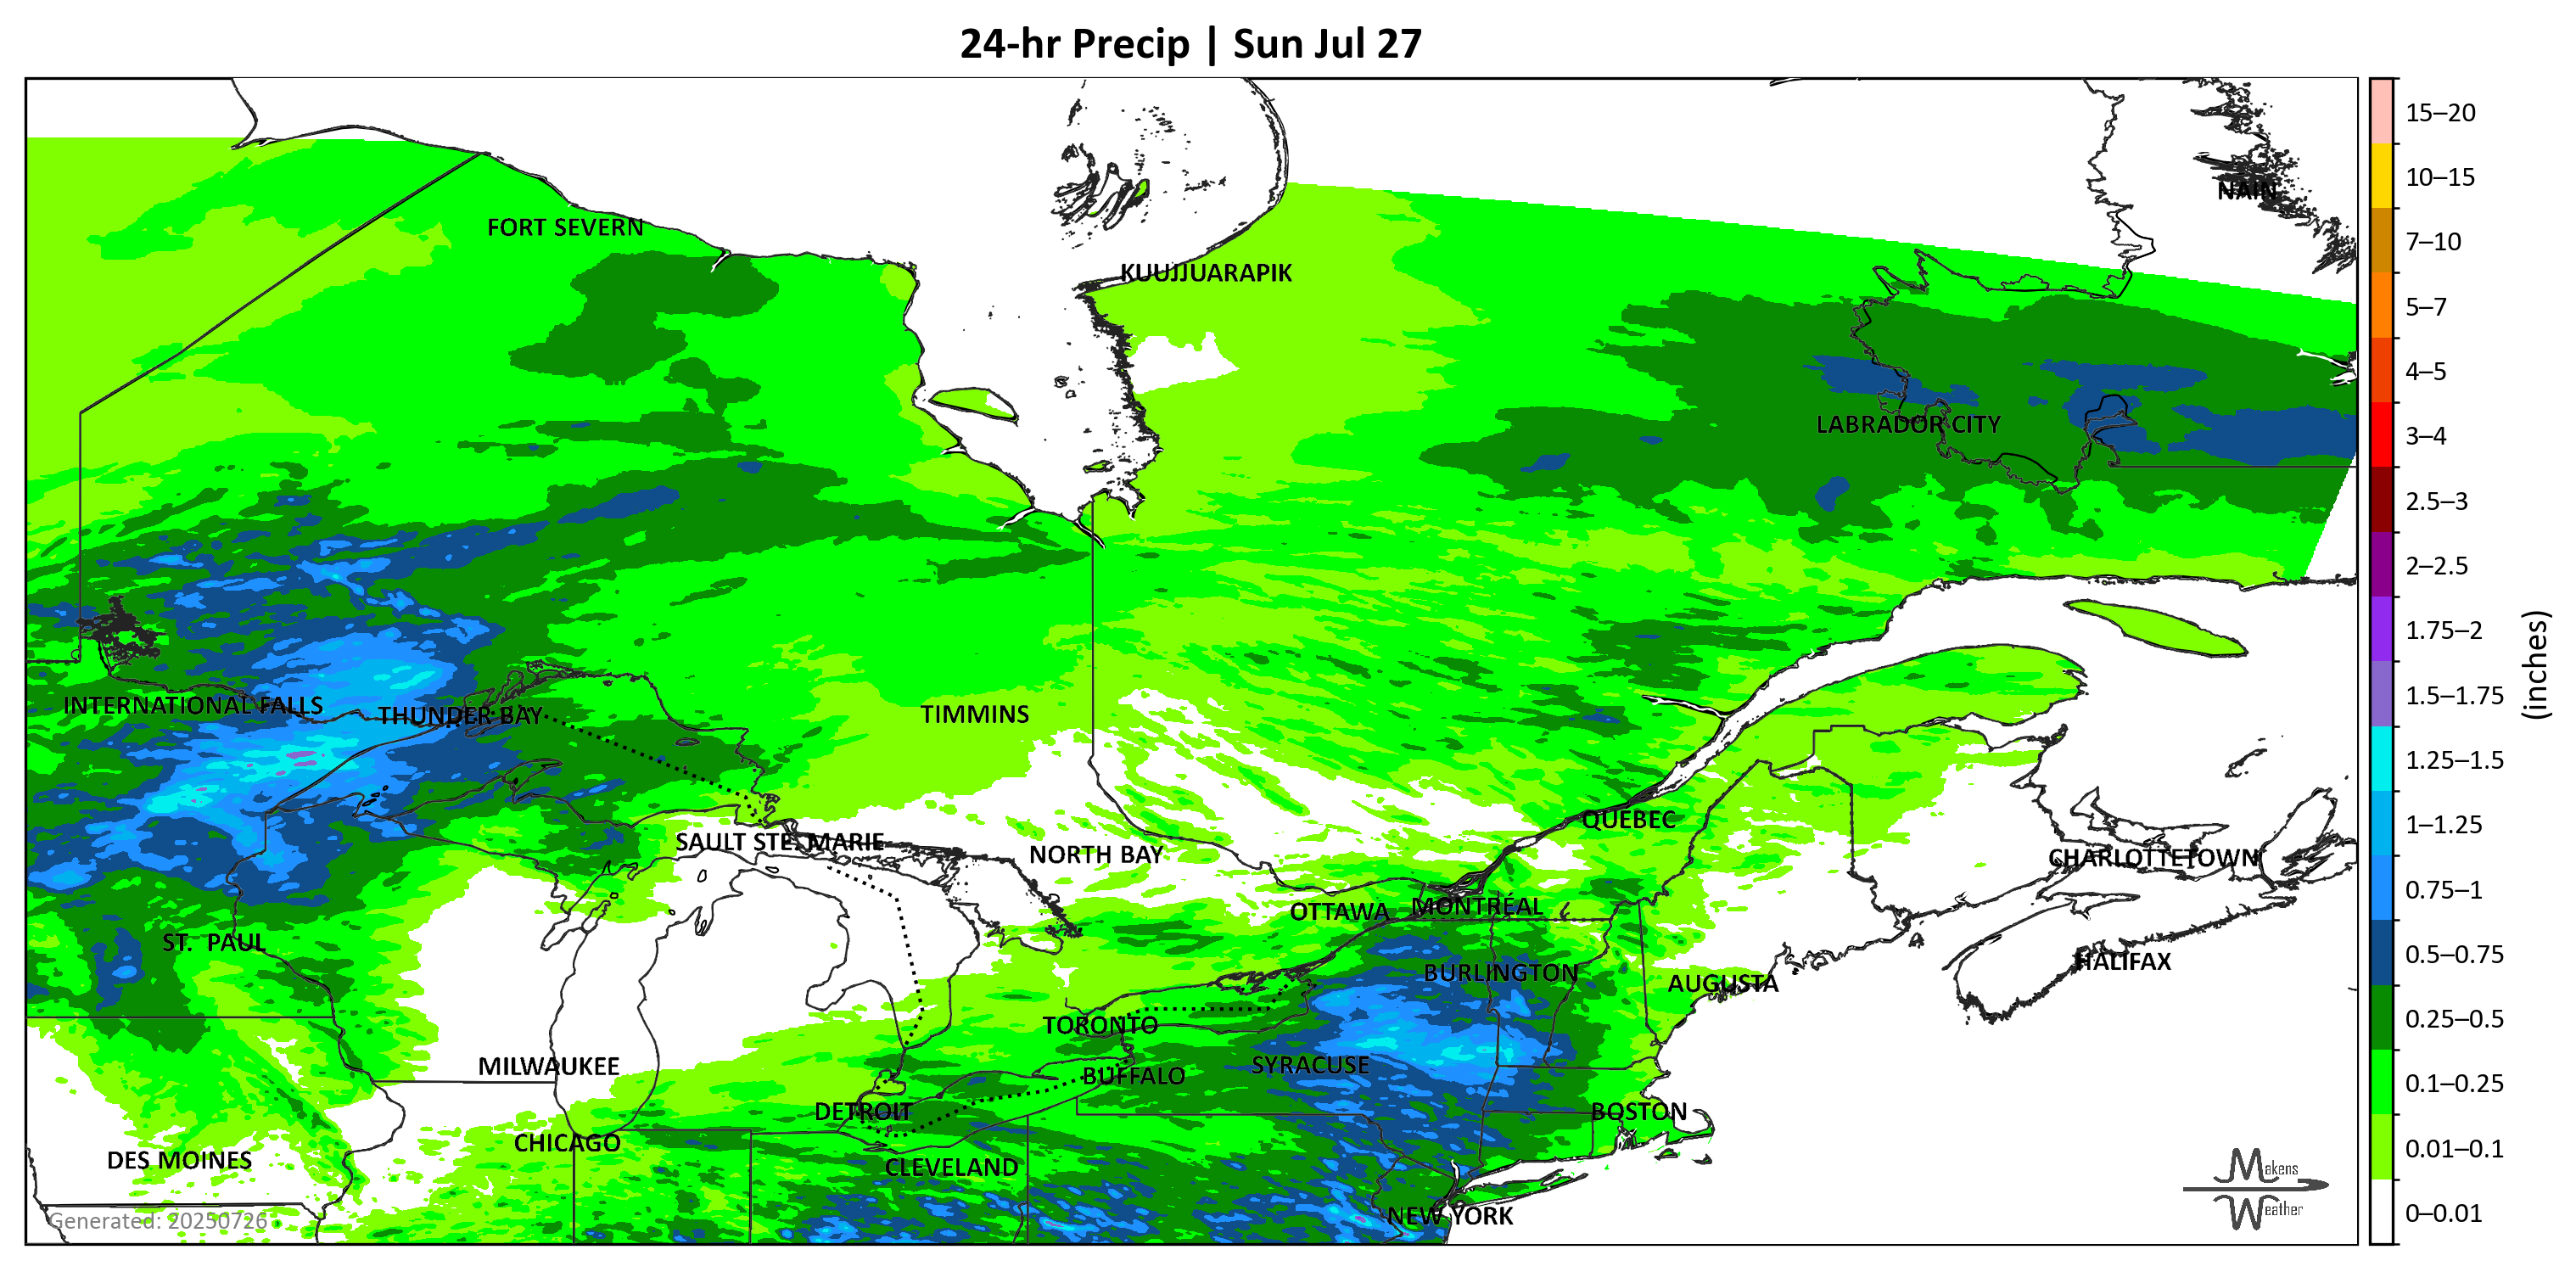 24-hr Precip | Sun Jul 27
NAIN
FORT SEVERN
KUUJJUARAPIK
LABRADOR CITY
INTERNATIONAL FALLS
THUNDER BAY
TIMMINS
QUEBEC
SAULT STE. MARIE
NORTH BAY
CHARLOTTETOWN
OTTAWA
MONTRÉAL
ST. PAUL
HALIFAX
BURLINGTON
AUGUSTA
TORONTO
MILWAUKEE
SYRACUSE
BUFFALO
DETROIT
BOSTON
CHICAGO
DES MOINES
CLEVELAND
NEW YORK
Generated: 20250726
Makens
Weather
15–20
10–15
7–10
5–7
4–5
3–4
2.5–3
2–2.5
1.75–2
1.5–1.75
1.25–1.5
1–1.25
0.75–1
0.5–0.75
0.25–0.5
0.1–0.25
0.01–0.1
0–0.01
(inches)